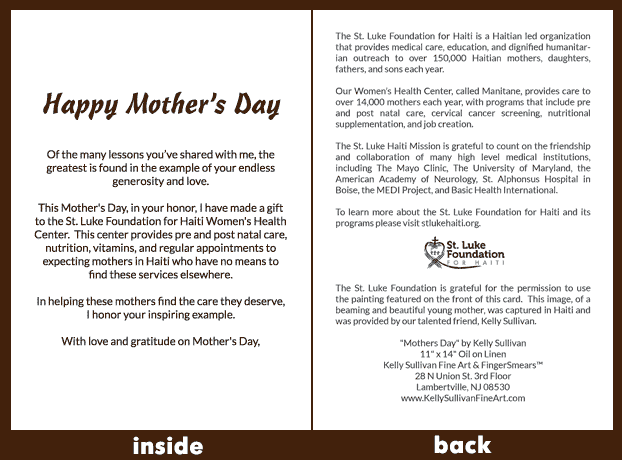 Happy Mother's Day
Of the many lessons you've shared with me, the
greatest is found in the example of your endless
generosity and love.
This Mother's Day, in your honor, I have made a gift
to the St. Luke Foundation for Haiti Women's Health
Center.  This center provides pre and post natal care,
nutrition, vitamins, and regular appointments to
expecting mothers in Haiti who have no means to
find these services elsewhere.
In helping these mothers find the care they deserve,
I honor your inspiring example.
With love and gratitude on Mother's Day,
inside
The St. Luke Foundation for Haiti is a Haitian led organization
that provides medical care, education, and dignified humanitar-
ian outreach to over 150,000 Haitian mothers, daughters,
fathers, and sons each year.
Our Women's Health Center, called Manitane, provides care to
over 14,000 mothers each year, with programs that include pre
and post natal care, cervical cancer screening, nutritional
supplementation, and job creation.
The St. Luke Haiti Mission is grateful to count on the friendship
and collaboration of many high level medical institutions,
including The Mayo Clinic, The University of Maryland, the
American Academy of Neurology, St. Alphonsus Hospital in
Boise, the MEDI Project, and Basic Health International.
To learn more about the St. Luke Foundation for Haiti and its
programs please visit stlukehaiti.org.
St. Luke
Foundation
FOR HAITI
The St. Luke Foundation is grateful for the permission to use
the painting featured on the front of this card.  This image, of a
beaming and beautiful young mother, was captured in Haiti and
was provided by our talented friend, Kelly Sullivan.
"Mothers Day" by Kelly Sullivan
11" x 14" Oil on Linen
Kelly Sullivan Fine Art & FingerSmears™
28 N Union St. 3rd Floor
Lambertville, NJ 08530
www.KellySullivanFineArt.com
back